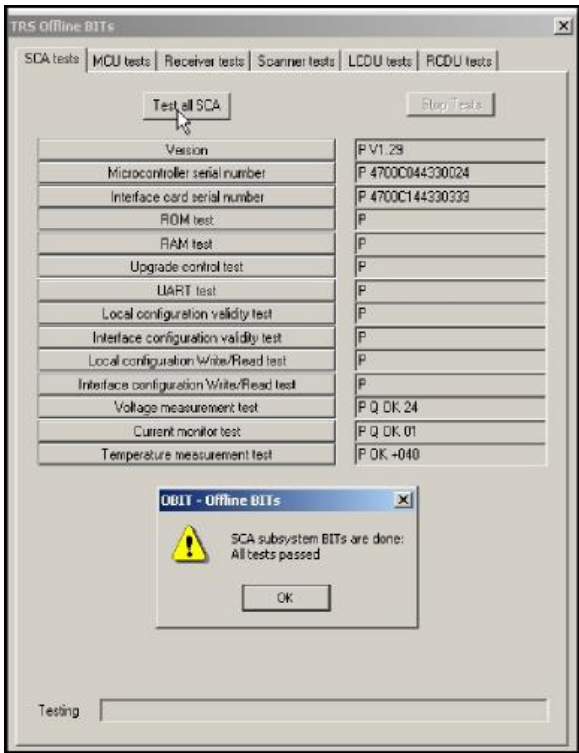 TRS Offline BITs
SCA tests MCU tests Receiver tests Scanner tests LCDU tests RCDU tests
Test all SCA Stop Tests
Version P V1.29
Microcontroller serial number P 4700C044330024
Interface card serial number P 4700C144330333
ROM test P
RAM test P
Upgrade control test P
UART test P
Local configuration validity test P
Interface configuration validity test P
Local configuration Write/Read test P
Interface configuration Write/Read test P
Voltage measurement test P Q OK 24
Current monitor test P Q OK 01
Temperature measurement test P OK +040
OBIT - Offline BITs
SCA subsystem BITs are done:
All tests passed
OK
Testing